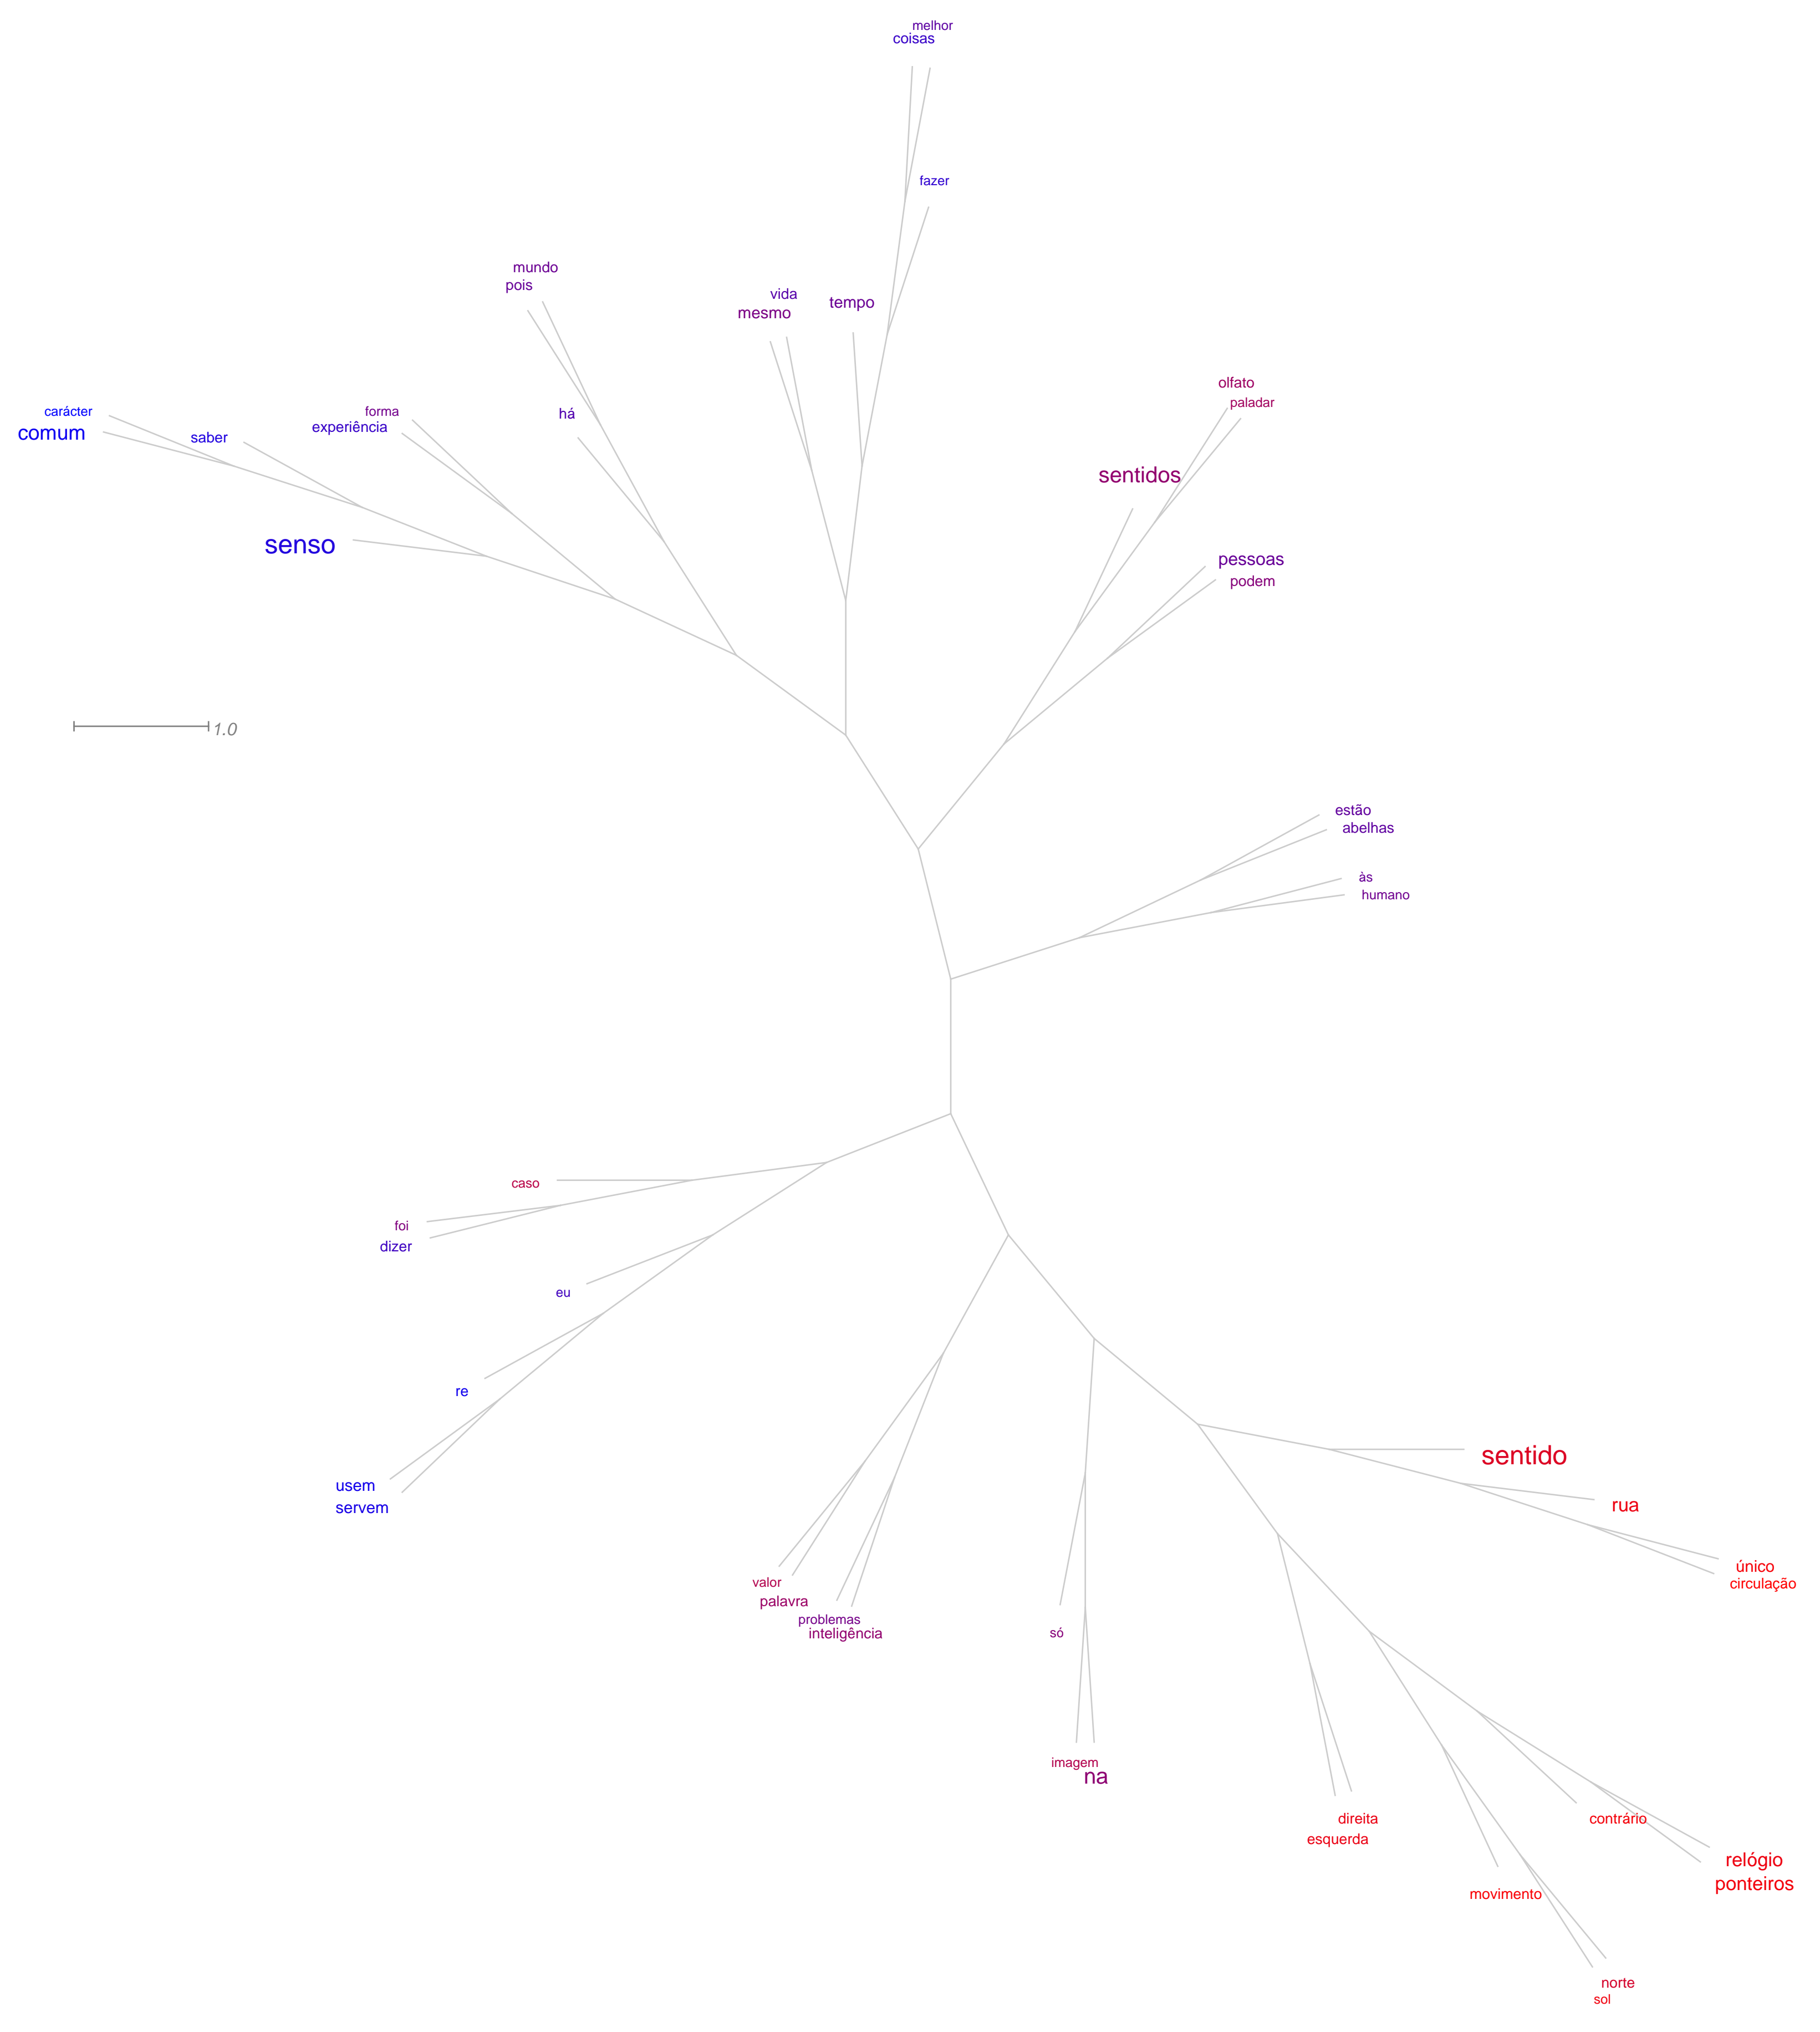 melhor
coisas
fazer
mundo
pois
vida
mesmo
tempo
olfato
paladar
carácter
comum
saber
forma
experiência
há
sentidos
senso
pessoas
podem
1.0
estão
abelhas
às
humano
caso
foi
dizer
eu
re
usem
servem
sentido
rua
único
circulação
valor
palavra
problemas
inteligência
só
imagem
na
direita
esquerda
contrário
relógio
ponteiros
movimento
norte
sol